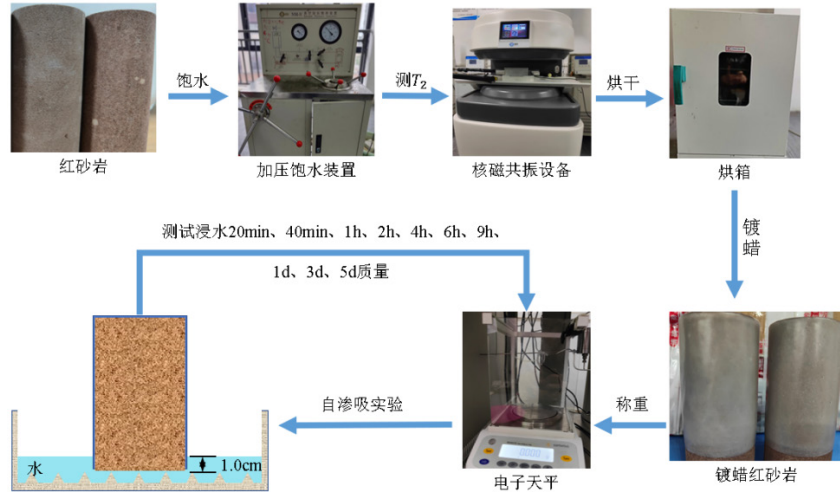 饱水
测T₂
烘干
红砂岩
加压饱水装置
核磁共振设备
烘箱
镀
蜡
测试浸水20min、40min、1h、2h、4h、6h、9h、
1d、3d、5d质量
自渗吸实验
称重
水
1.0cm
电子天平
镀蜡红砂岩